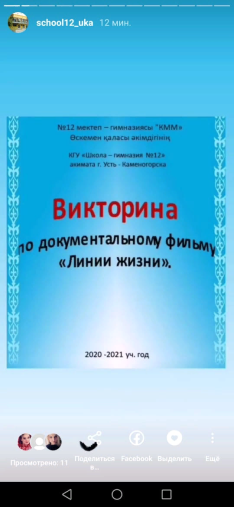 school12_uka 12 мин.
№12 мектеп – гимназиясы "КММ»
Өскемен қаласы әкімдігінің
КГУ «Школа – гимназия №12»
акимата г. Усть - Каменогорска
Викторина
по документальному фильму
«Линии жизни».
2020 -2021 уч. год
Просмотрено: 11
Поделиться в...
Facebook
Выделить
Ещё